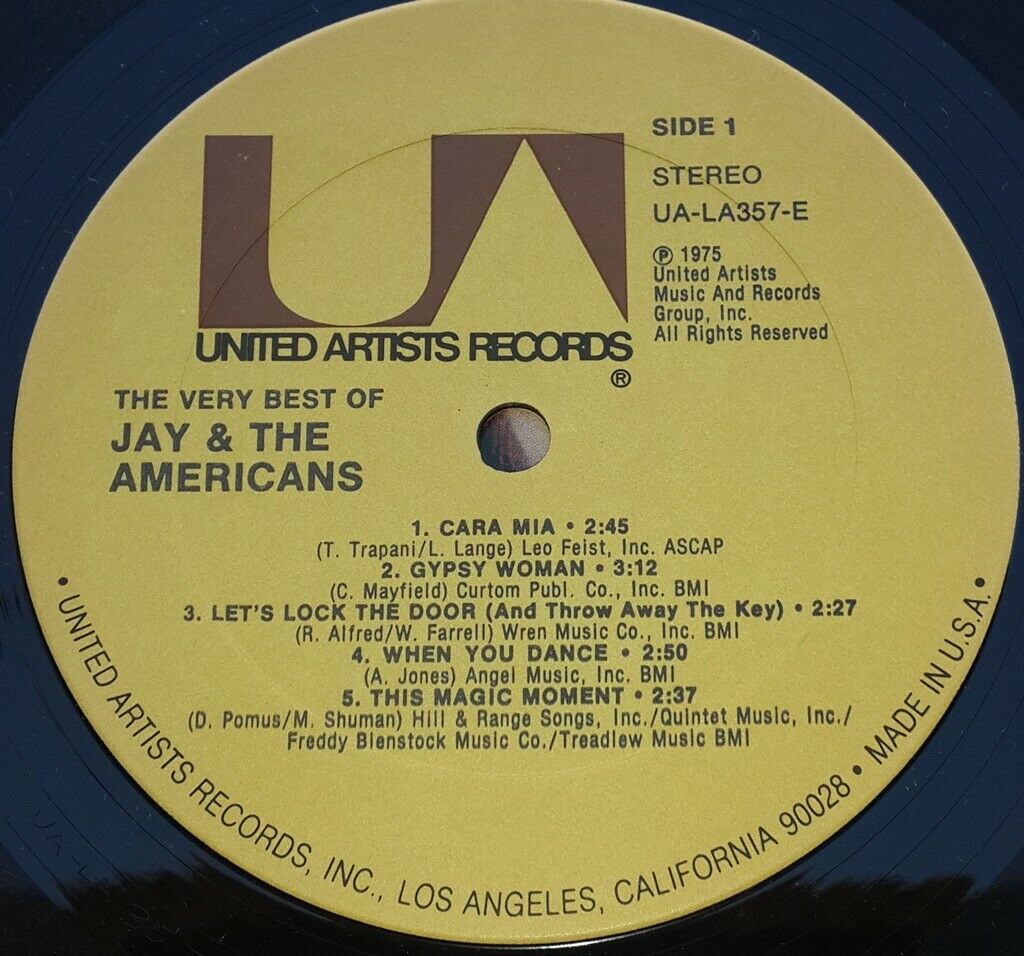 UA
UNITED ARTISTS RECORDS
®
SIDE 1
STEREO
UA-LA357-E
℗ 1975
United Artists
Music And Records
Group, Inc.
All Rights Reserved
THE VERY BEST OF
JAY & THE
AMERICANS
1. CARA MIA • 2:45
(T. Trapani/L. Lange) Leo Feist, Inc. ASCAP
2. GYPSY WOMAN • 3:12
(C. Mayfield) Curtom Publ. Co., Inc. BMI
3. LET'S LOCK THE DOOR (And Throw Away The Key) • 2:27
(R. Alfred/W. Farrell) Wren Music Co., Inc. BMI
4. WHEN YOU DANCE • 2:50
(A. Jones) Angel Music, Inc. BMI
5. THIS MAGIC MOMENT • 2:37
(D. Pomus/M. Shuman) Hill & Range Songs, Inc./Quintet Music, Inc./
Freddy Bienstock Music Co./Treadlew Music BMI
• UNITED ARTISTS RECORDS, INC., LOS ANGELES, CALIFORNIA 90028 • MADE IN U.S.A. •